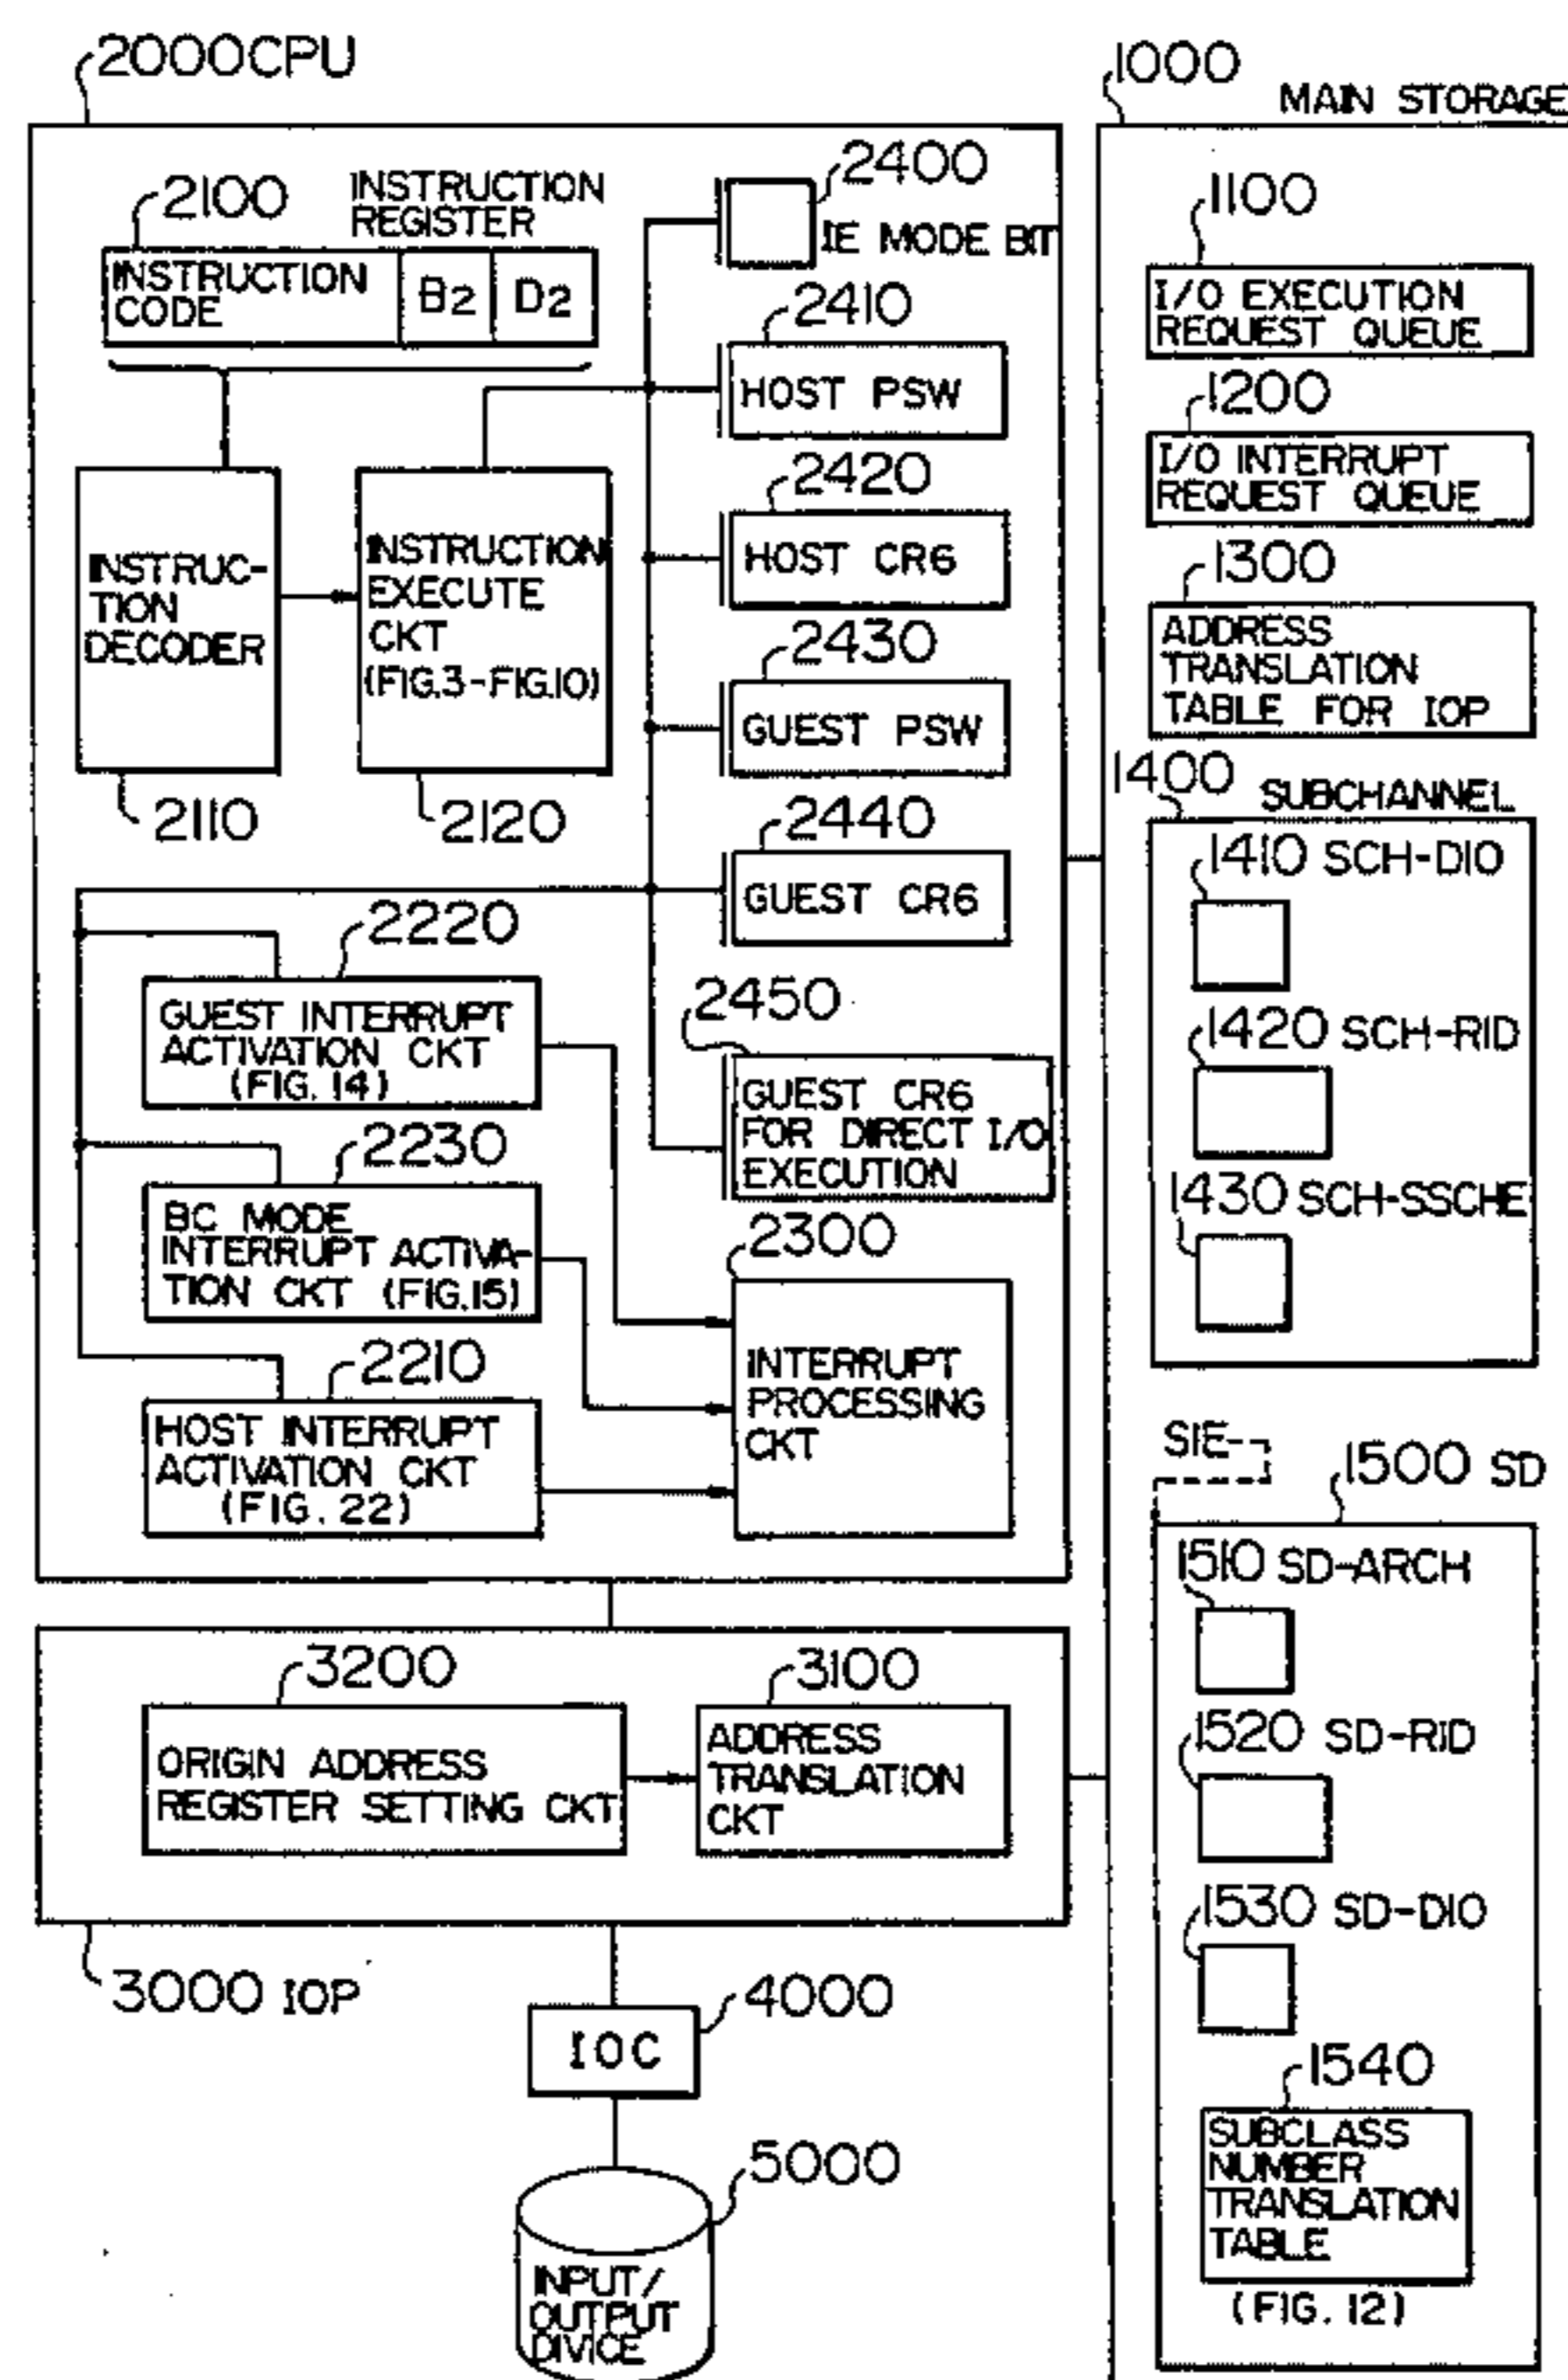 2000 CPU
2100
INSTRUCTION
REGISTER
INSTRUCTION
CODE
B2
D2
2400
IE MODE BIT
2410
HOST PSW
2420
HOST CR6
INSTRUC-
TION
DECODER
2110
INSTRUCTION
EXECUTE
CKT
(FIG.3-FIG.10)
2120
2430
GUEST PSW
2440
GUEST CR6
2220
GUEST INTERRUPT
ACTIVATION CKT
(FIG. 14)
2450
GUEST CR6
FOR DIRECT I/O
EXECUTION
2230
BC MODE
INTERRUPT ACTIVA-
TION CKT (FIG.15)
2300
INTERRUPT
PROCESSING
CKT
2210
HOST INTERRUPT
ACTIVATION CKT
(FIG. 22)
3200
ORIGIN ADDRESS
REGISTER SETTING CKT
3100
ADDRESS
TRANSLATION
CKT
3000 IOP
4000
IOC
5000
INPUT/
OUTPUT
DIVICE
1000
MAIN STORAGE
1100
I/O EXECUTION
REQUEST QUEUE
1200
I/O INTERRUPT
REQUEST QUEUE
1300
ADDRESS
TRANSLATION
TABLE FOR IOP
1400
SUBCHANNEL
1410 SCH-DIO
1420 SCH-RID
1430 SCH-SSCHE
SIE
1500 SD
1510 SD-ARCH
1520 SD-RID
1530 SD-DIO
1540
SUBCLASS
NUMBER
TRANSLATION
TABLE
(FIG. 12)